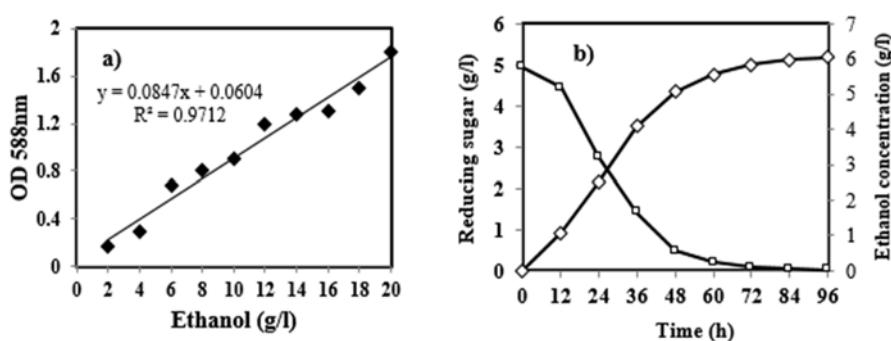 a)
y = 0.0847x + 0.0604
R² = 0.9712
OD 588nm
2
1.6
1.2
0.8
0.4
0
0 2 4 6 8 10 12 14 16 18 20
Ethanol (g/l)
b)
Reducing sugar (g/l)
6
5
4
3
2
1
0
Ethanol concentration (g/l)
7
6
5
4
3
2
1
0
0 12 24 36 48 60 72 84 96
Time (h)